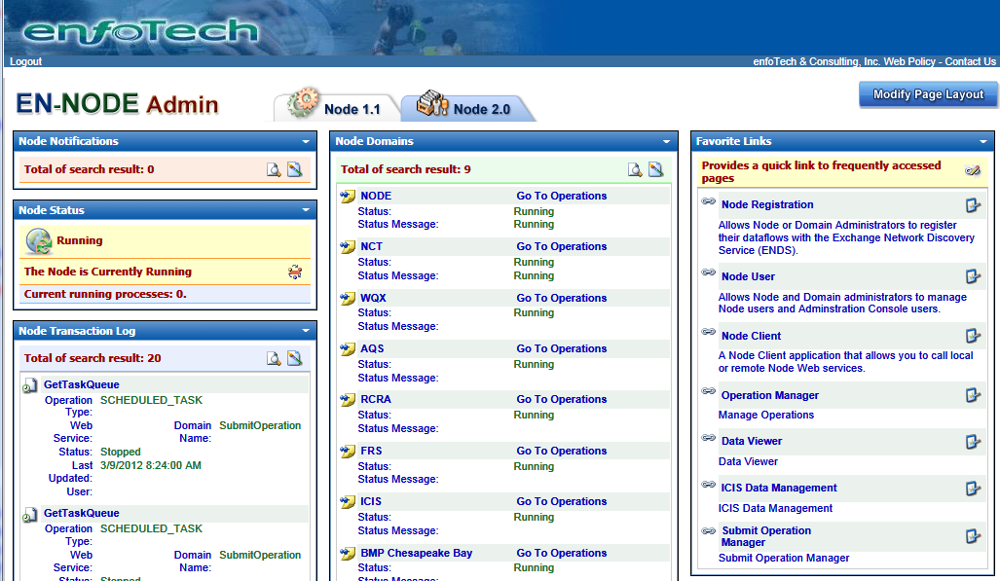 enfoTech
Logout
enfoTech & Consulting, Inc. Web Policy - Contact Us
EN-NODE Admin
Node 1.1
Node 2.0
Modify Page Layout
Node Notifications
Total of search result: 0
Node Status
Running
The Node is Currently Running
Current running processes: 0.
Node Transaction Log
Total of search result: 20
GetTaskQueue
Operation SCHEDULED_TASK
Type:
Web Domain SubmitOperation
Service: Name:
Status: Stopped
Last 3/9/2012 8:24:00 AM
Updated:
User:
GetTaskQueue
Operation SCHEDULED_TASK
Type:
Web Domain SubmitOperation
Service: Name:
Status: Stopped
Node Domains
Total of search result: 9
NODE Go To Operations
Status: Running
Status Message: Running
NCT Go To Operations
Status: Running
Status Message: Running
WQX Go To Operations
Status: Running
Status Message:
AQS Go To Operations
Status: Running
Status Message:
RCRA Go To Operations
Status: Running
Status Message:
FRS Go To Operations
Status: Running
Status Message:
ICIS Go To Operations
Status: Running
Status Message:
BMP Chesapeake Bay Go To Operations
Status: Running
Status Message:
Favorite Links
Provides a quick link to frequently accessed
pages
Node Registration
Allows Node or Domain Administrators to register
their dataflows with the Exchange Network Discovery
Service (ENDS).
Node User
Allows Node and Domain administrators to manage
Node users and Adminstration Console users.
Node Client
A Node Client application that allows you to call local
or remote Node Web services.
Operation Manager
Manage Operations
Data Viewer
Data Viewer
ICIS Data Management
ICIS Data Management
Submit Operation
Manager
Submit Operation Manager